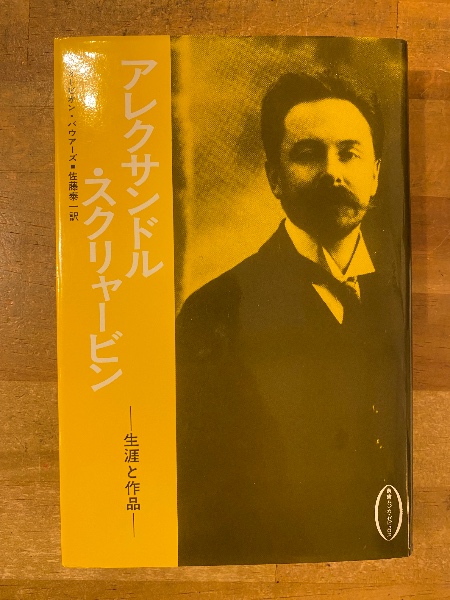 アレクサンドル
・スクリャービン
フォービオン・バウアーズ■佐藤泰一訳
―生涯と作品―